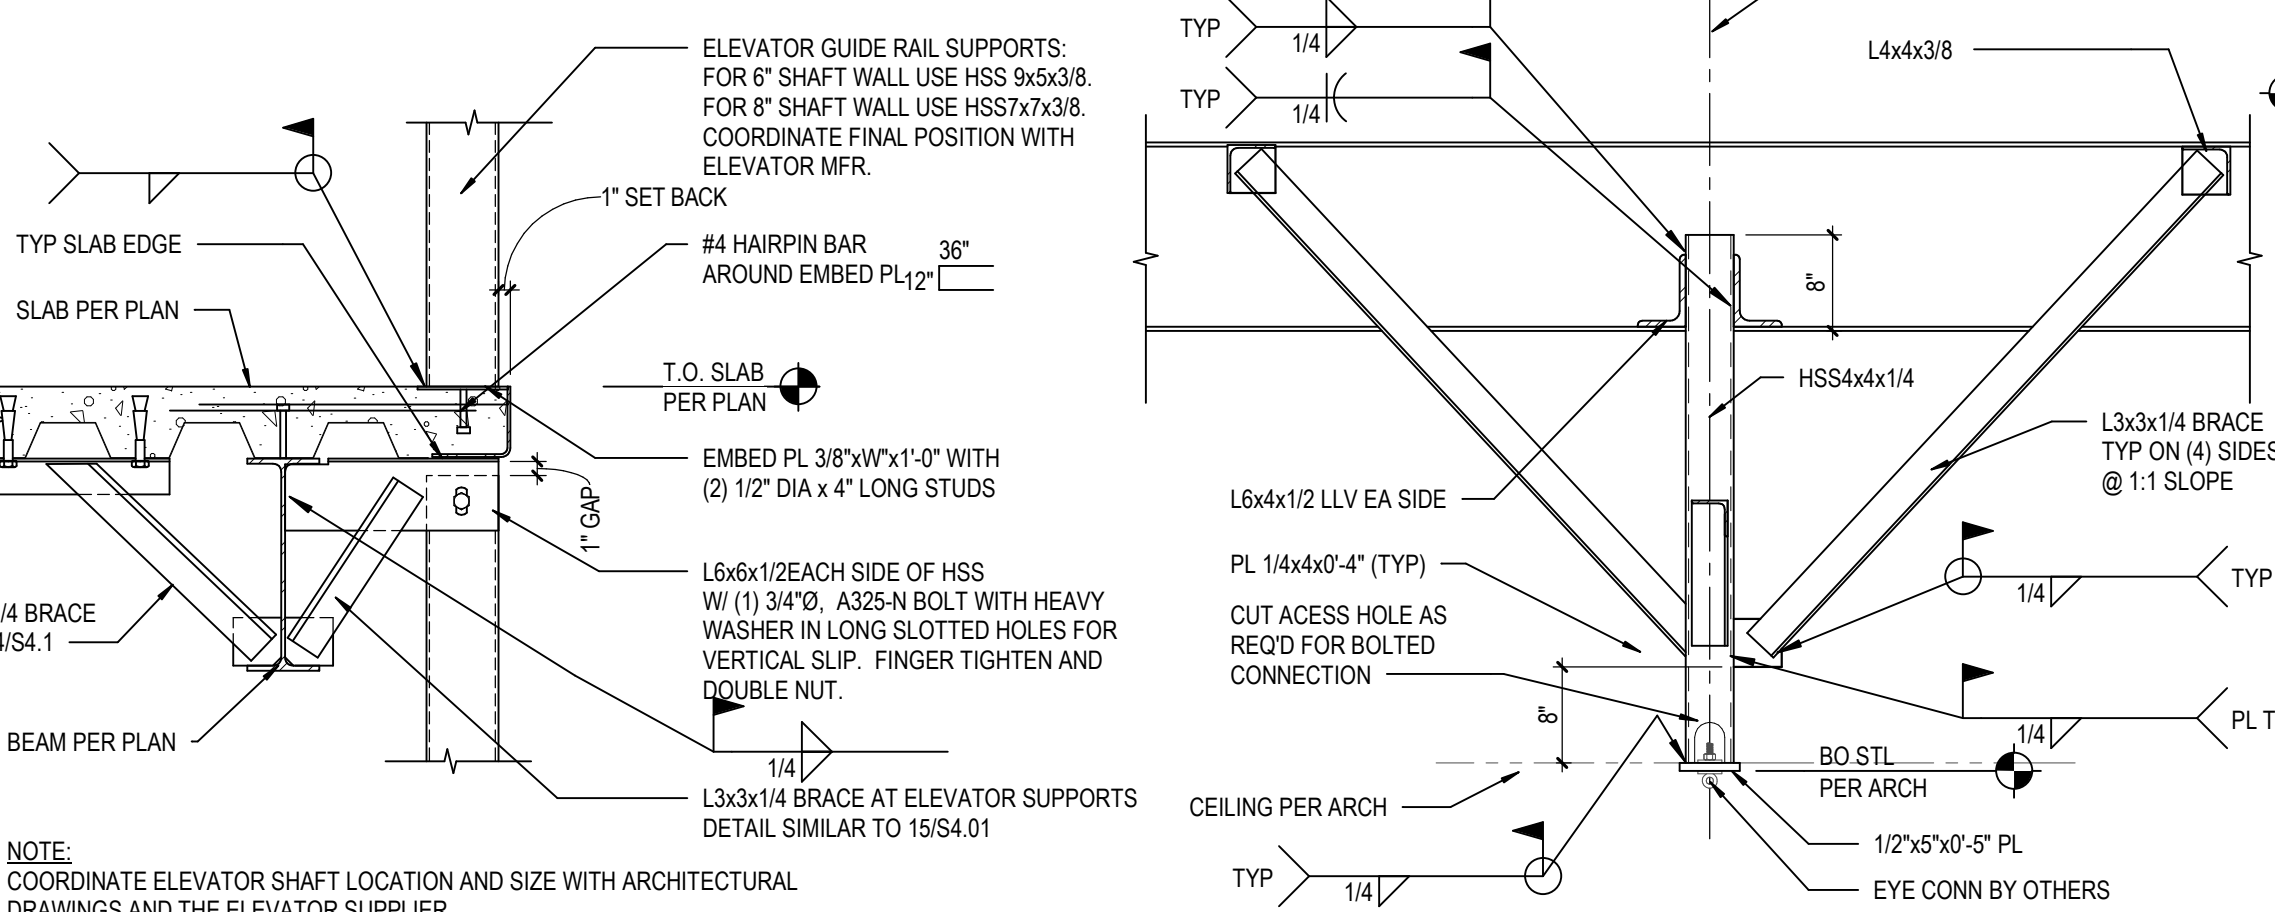 ELEVATOR GUIDE RAIL SUPPORTS:
FOR 6" SHAFT WALL USE HSS 9x5x3/8.
FOR 8" SHAFT WALL USE HSS7x7x3/8.
COORDINATE FINAL POSITION WITH
ELEVATOR MFR.
1" SET BACK
TYP SLAB EDGE
#4 HAIRPIN BAR
AROUND EMBED PL
36"
12"
SLAB PER PLAN
T.O. SLAB
PER PLAN
EMBED PL 3/8"xW"x1'-0" WITH
(2) 1/2" DIA x 4" LONG STUDS
1" GAP
L6x6x1/2EACH SIDE OF HSS
W/ (1) 3/4"Ø, A325-N BOLT WITH HEAVY
WASHER IN LONG SLOTTED HOLES FOR
VERTICAL SLIP. FINGER TIGHTEN AND
DOUBLE NUT.
/4 BRACE
/S4.1
BEAM PER PLAN
1/4
L3x3x1/4 BRACE AT ELEVATOR SUPPORTS
DETAIL SIMILAR TO 15/S4.01
NOTE:
COORDINATE ELEVATOR SHAFT LOCATION AND SIZE WITH ARCHITECTURAL
DRAWINGS AND THE ELEVATOR SUPPLIER
TYP
1/4
TYP
1/4
L4x4x3/8
8"
HSS4x4x1/4
L3x3x1/4 BRACE
TYP ON (4) SIDES
@ 1:1 SLOPE
L6x4x1/2 LLV EA SIDE
PL 1/4x4x0'-4" (TYP)
CUT ACESS HOLE AS
REQ'D FOR BOLTED
CONNECTION
1/4
TYP
8"
1/4
PL T
BO STL
PER ARCH
CEILING PER ARCH
1/2"x5"x0'-5" PL
TYP
1/4
EYE CONN BY OTHERS